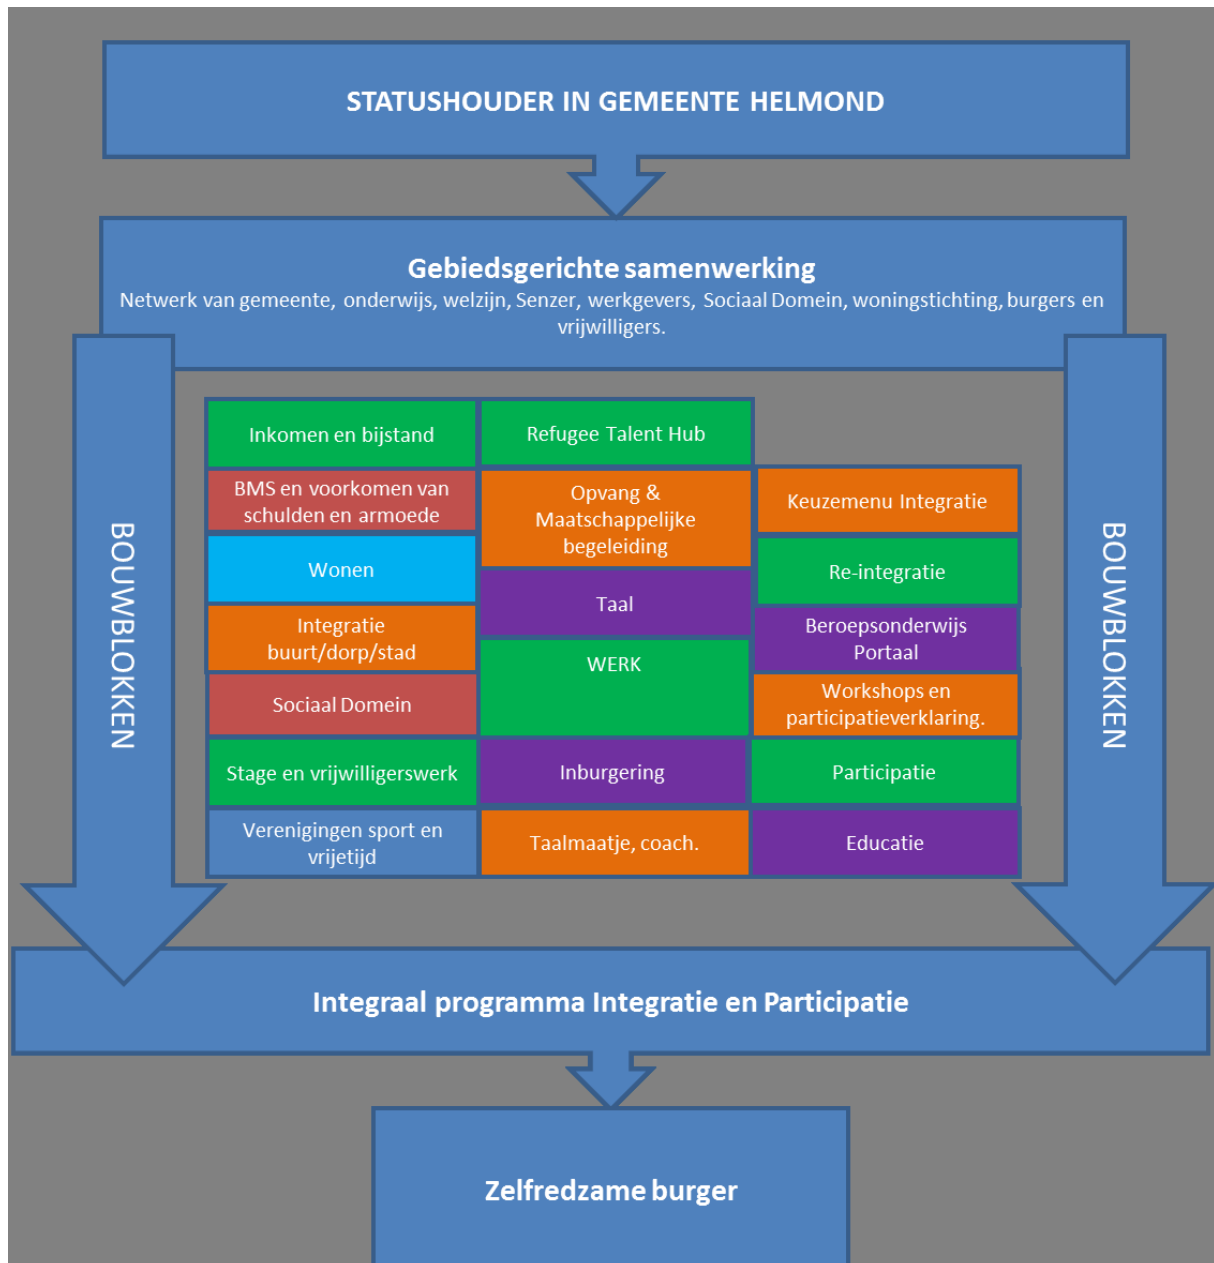 STATUSHOUDER IN GEMEENTE HELMOND
Gebiedsgerichte samenwerking
Netwerk van gemeente, onderwijs, welzijn, Senzer, werkgevers, Sociaal Domein, woningstichting, burgers en
vrijwilligers.
BOUWBLOKKEN
Inkomen en bijstand
BMS en voorkomen van
schulden en armoede
Wonen
Integratie
buurt/dorp/stad
Sociaal Domein
Stage en vrijwilligerswerk
Verenigingen sport en
vrijetijd
Refugee Talent Hub
Opvang &
Maatschappelijke
begeleiding
Taal
WERK
Inburgering
Taalmaatje, coach.
Keuzemenu Integratie
Re-integratie
Beroepsonderwijs
Portaal
Workshops en
participatieverklaring.
Participatie
Educatie
BOUWBLOKKEN
Integraal programma Integratie en Participatie
Zelfredzame burger